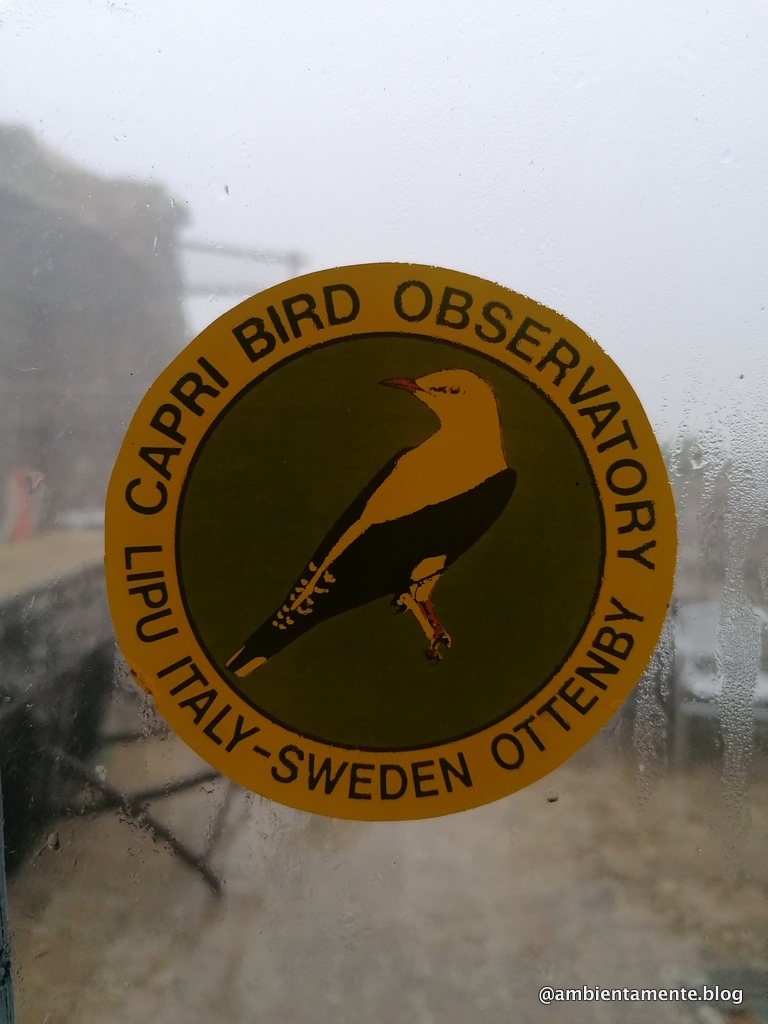 CAPRI BIRD OBSERVATORY
LIPU ITALY-SWEDEN OTTENBY
@ambientamente.blog